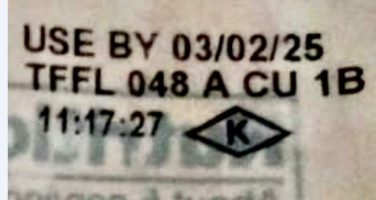 USE BY 03/02/25
TFFL 048 A CU 1B
11:17:27 K